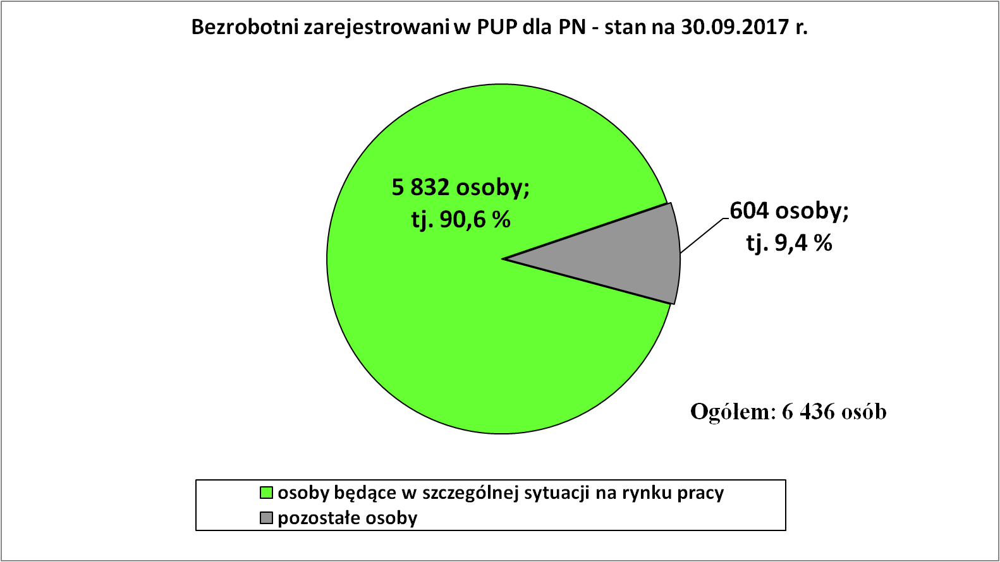 Bezrobotni zarejestrowani w PUP dla PN - stan na 30.09.2017 r.
5 832 osoby;
tj. 90,6 %
604 osoby;
tj. 9,4 %
Ogółem: 6 436 osób
osoby będące w szczególnej sytuacji na rynku pracy
pozostałe osoby